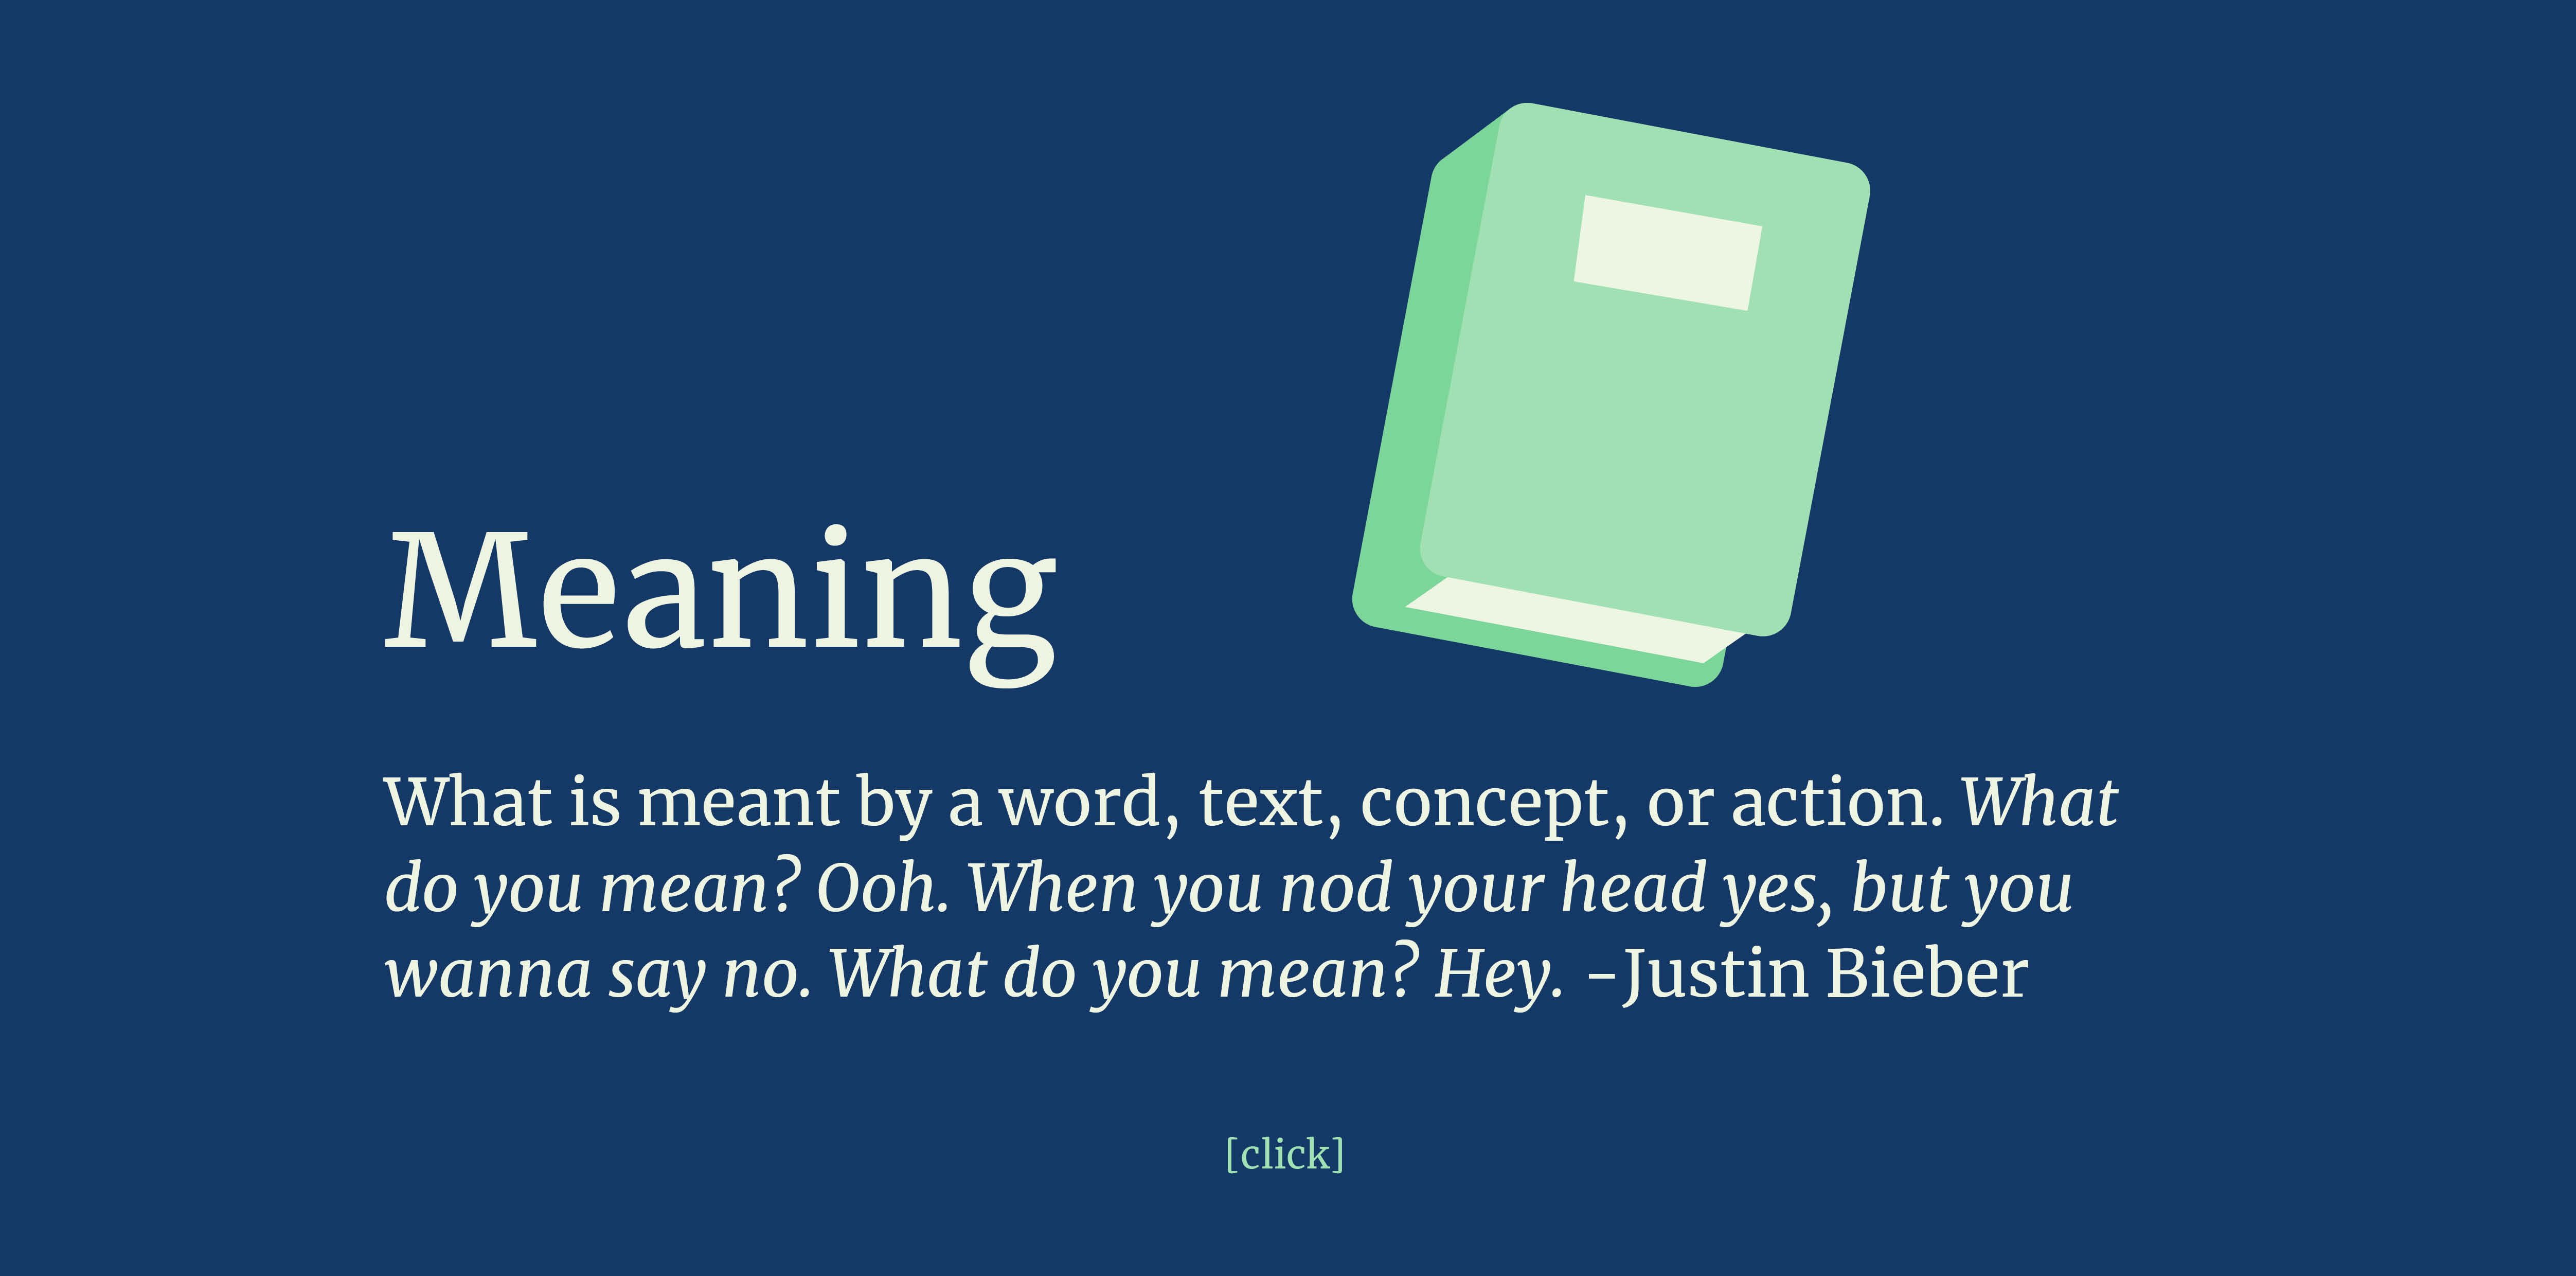 Meaning
What is meant by a word, text, concept, or action. What
do you mean? Ooh. When you nod your head yes, but you
wanna say no. What do you mean? Hey. -Justin Bieber
[click]